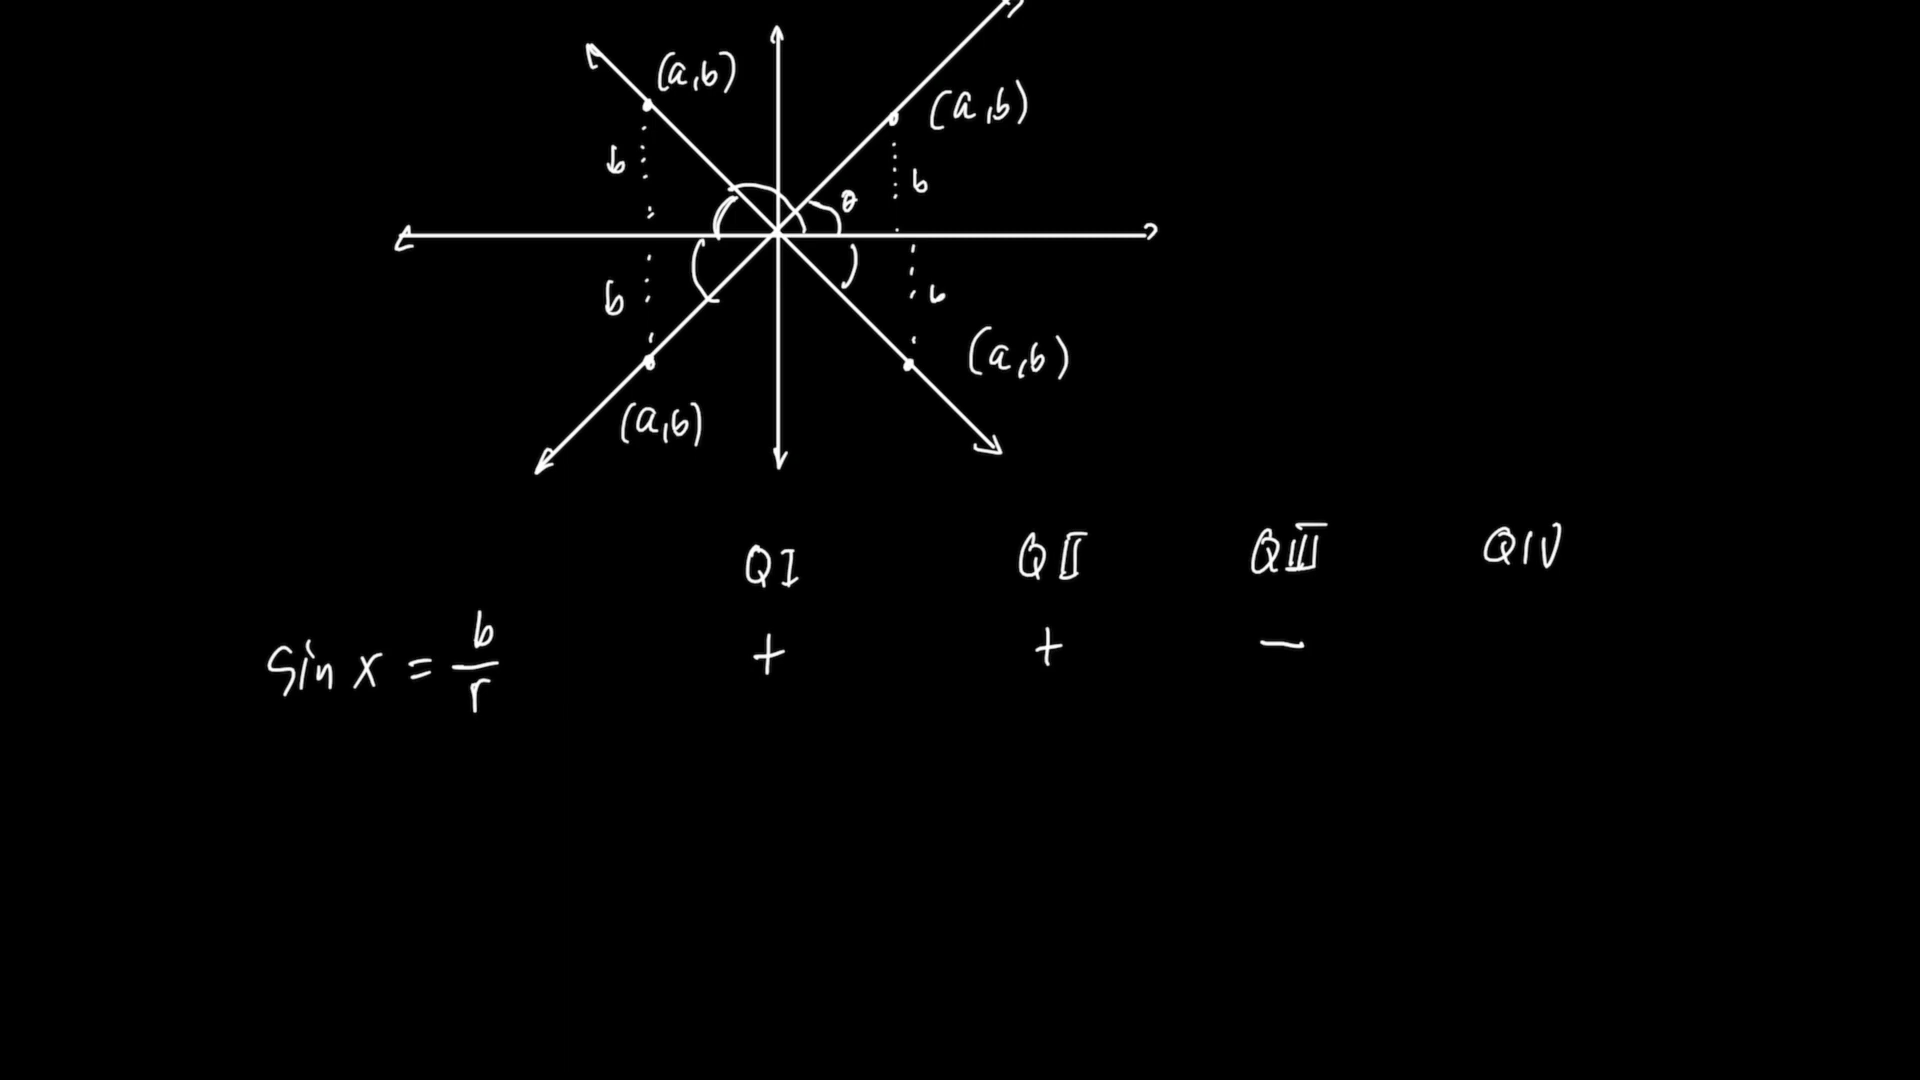 (a,b)
(a,b)
b
b
θ
b
b
(a,b)
(a,b)
QI QII QIII QIV
Sin x = b/r + + −